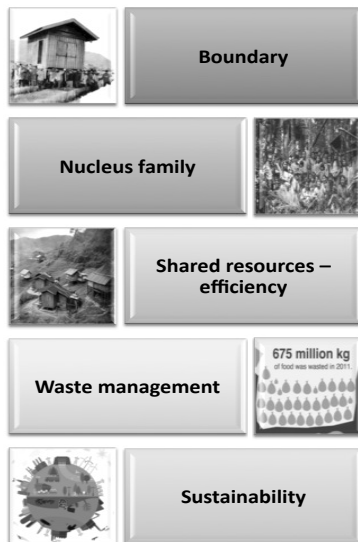 Boundary
Nucleus family
Shared resources –
efficiency
675 million kg
of food was wasted in 2011.
Waste management
Sustainability